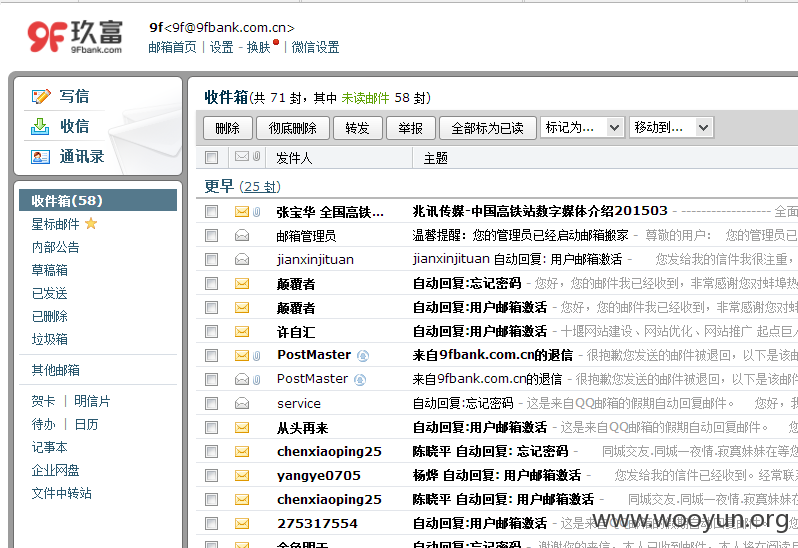 9F 玖富
9Fbank.com
9f<9f@9fbank.com.cn>
邮箱首页 | 设置 - 换肤 | 微信设置
写信
收信
通讯录
收件箱(58)
星标邮件
内部公告
草稿箱
已发送
已删除
垃圾箱
其他邮箱
贺卡 | 明信片
待办 | 日历
记事本
企业网盘
文件中转站
收件箱(共 71 封，其中 未读邮件 58 封)
删除 彻底删除 转发 举报 全部标为已读 标记为... 移动到...
发件人 主题
更早 (25 封)
张宝华 全国高铁... 兆讯传媒-中国高铁站数字媒体介绍201503 - ------------------ 全面
邮箱管理员 温馨提醒：您的管理员已经启动邮箱搬家 - 尊敬的用户： 您的管理员已
jianxinjituan jianxinjituan 自动回复: 用户邮箱激活 - 您发给我的信件我很注重，
颠覆者 自动回复:忘记密码 - 您好，您的邮件我已经收到，非常感谢您对蚌埠热
颠覆者 自动回复:用户邮箱激活 - 您好，您的邮件我已经收到，非常感谢您对蚌
许自汇 自动回复:用户邮箱激活 - 十堰网站建设、网站优化、网站推广 起点巨人
PostMaster 来自9fbank.com.cn的退信 - 很抱歉您发送的邮件被退回，以下是该邮
PostMaster 来自9fbank.com.cn的退信 - 很抱歉您发送的邮件被退回，以下是该邮件
service 自动回复:忘记密码 - 这是来自QQ邮箱的假期自动回复邮件。 您好，我
从头再来 自动回复:用户邮箱激活 - 这是来自QQ邮箱的假期自动回复邮件。 您
chenxiaoping25 陈晓平 自动回复: 忘记密码 - 同城交友.同城一夜情.寂寞妹妹在等您
yangye0705 杨烨 自动回复: 用户邮箱激活 - 您发给我的信件已经收到。经常联系
chenxiaoping25 陈晓平 自动回复: 用户邮箱激活 - 同城交友.同城一夜情.寂寞妹妹在
275317554 自动回复:用户邮箱激活 - 这是来自QQ邮箱的假期自动回复邮件。
自动回复:用户邮箱激活
www.wooyun.org